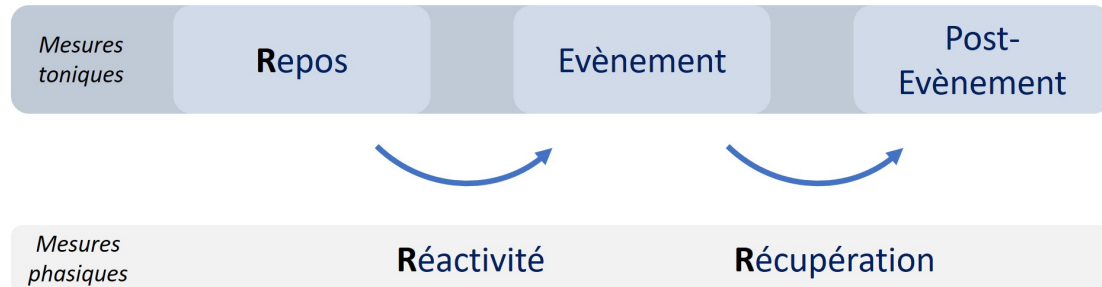 Mesures
toniques
Repos
Evènement
Post-
Evènement
Mesures
phasiques
Réactivité
Récupération